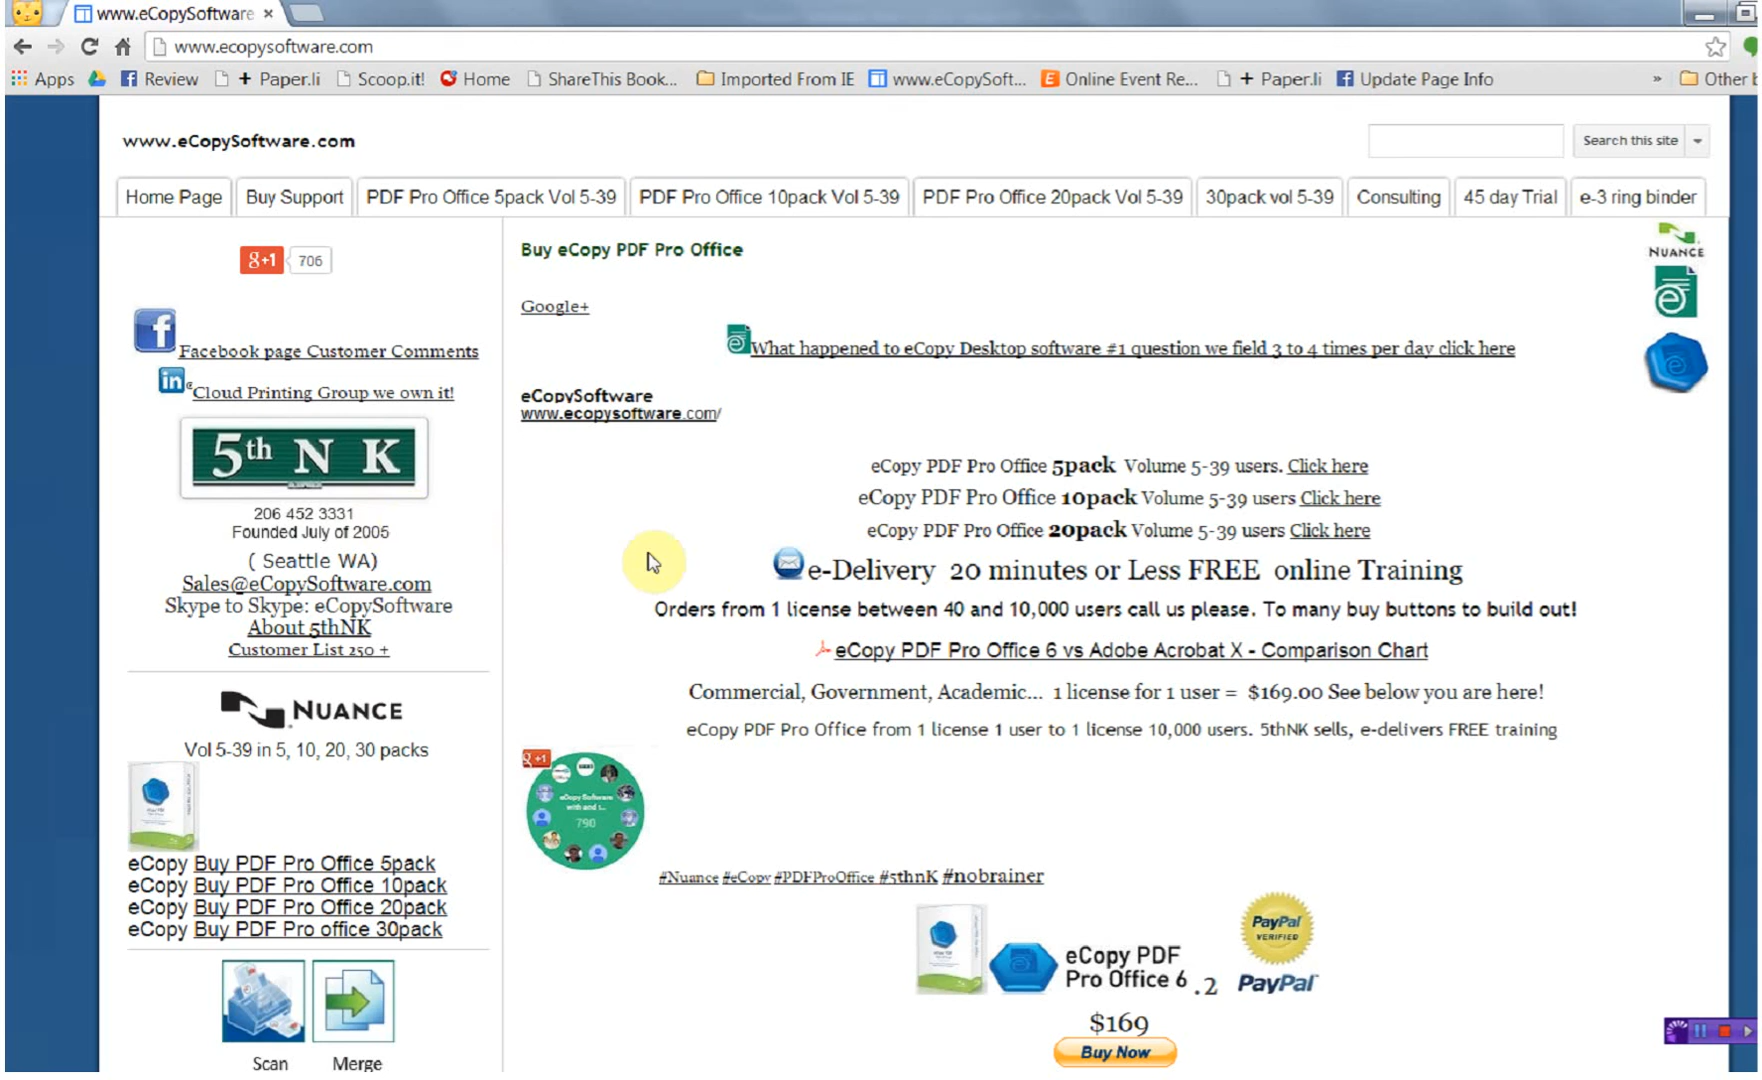 www.eCopySoftware ×
www.ecopysoftware.com
Apps Review + Paper.li Scoop.it! Home ShareThis Book... Imported From IE www.eCopySoft... Online Event Re... + Paper.li Update Page Info » Other b
www.eCopySoftware.com
Search this site
Home Page Buy Support PDF Pro Office 5pack Vol 5-39 PDF Pro Office 10pack Vol 5-39 PDF Pro Office 20pack Vol 5-39 30pack vol 5-39 Consulting 45 day Trial e-3 ring binder
g+1 706
Facebook page Customer Comments
in e Cloud Printing Group we own it!
5th N K
206 452 3331
Founded July of 2005
( Seattle WA)
Sales@eCopySoftware.com
Skype to Skype: eCopySoftware
About 5thNK
Customer List 250 +
NUANCE
Vol 5-39 in 5, 10, 20, 30 packs
eCopy Buy PDF Pro Office 5pack
eCopy Buy PDF Pro Office 10pack
eCopy Buy PDF Pro Office 20pack
eCopy Buy PDF Pro office 30pack
Scan Merge
Buy eCopy PDF Pro Office
NUANCE
Google+
What happened to eCopy Desktop software #1 question we field 3 to 4 times per day click here
eCopySoftware
www.ecopysoftware.com/
eCopy PDF Pro Office 5pack Volume 5-39 users. Click here
eCopy PDF Pro Office 10pack Volume 5-39 users Click here
eCopy PDF Pro Office 20pack Volume 5-39 users Click here
e-Delivery 20 minutes or Less FREE online Training
Orders from 1 license between 40 and 10,000 users call us please. To many buy buttons to build out!
eCopy PDF Pro Office 6 vs Adobe Acrobat X - Comparison Chart
Commercial, Government, Academic... 1 license for 1 user = $169.00 See below you are here!
eCopy PDF Pro Office from 1 license 1 user to 1 license 10,000 users. 5thNK sells, e-delivers FREE training
g +1
eCopy Software
with and t...
790
#Nuance #eCopy #PDFProOffice #5thnK #nobrainer
eCopy PDF
Pro Office 6 .2
PayPal
VERIFIED
PayPal
$169
Buy Now